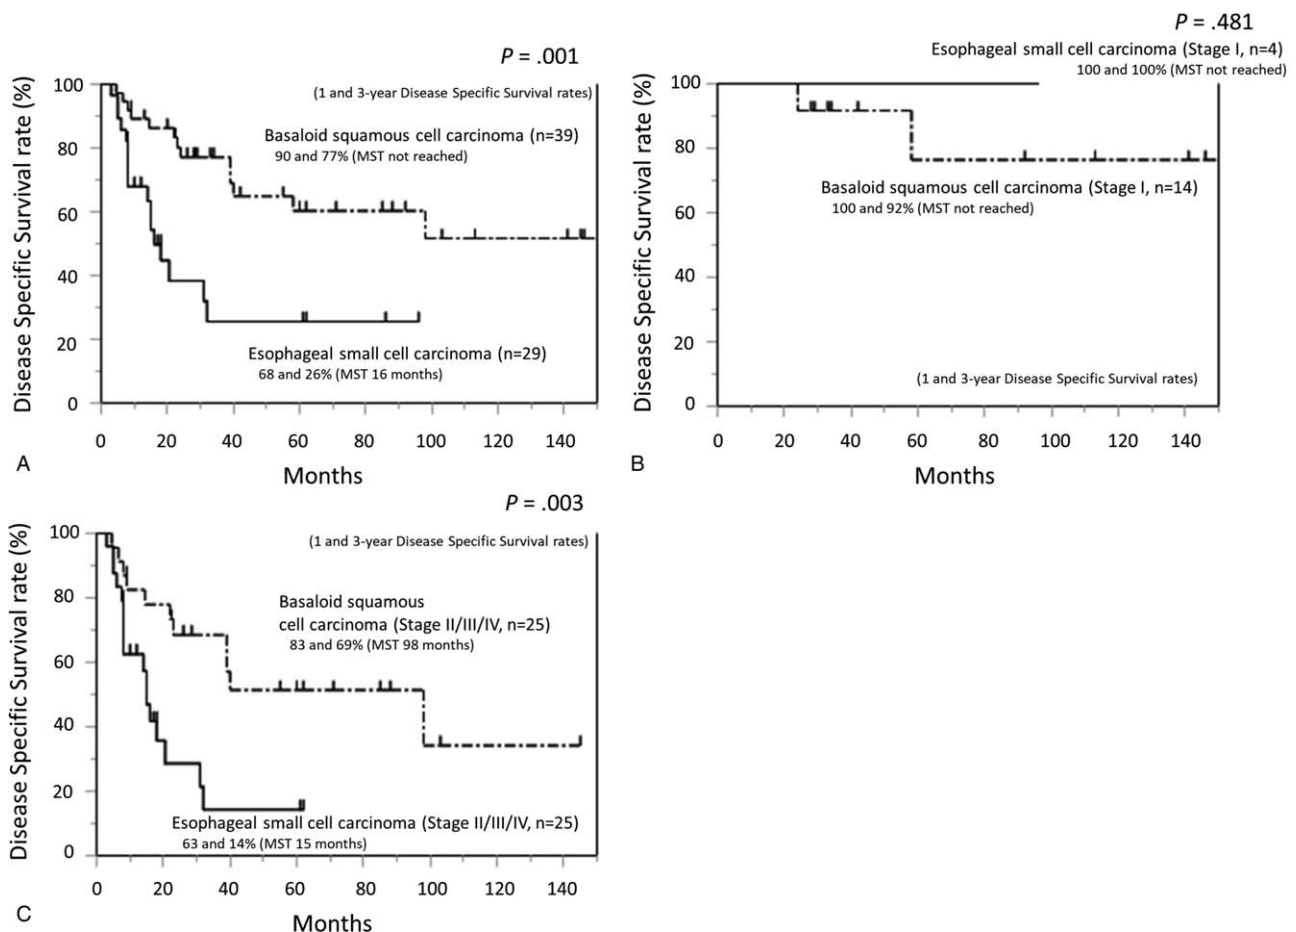 P = .001
Disease Specific Survival rate (%)
100
80
60
40
20
0
(1 and 3-year Disease Specific Survival rates)
Basaloid squamous cell carcinoma (n=39)
90 and 77% (MST not reached)
Esophageal small cell carcinoma (n=29)
68 and 26% (MST 16 months)
0 20 40 60 80 100 120 140
A
Months
P = .481
Esophageal small cell carcinoma (Stage I, n=4)
100 and 100% (MST not reached)
Disease Specific Survival rate (%)
100
80
60
40
20
0
Basaloid squamous cell carcinoma (Stage I, n=14)
100 and 92% (MST not reached)
(1 and 3-year Disease Specific Survival rates)
0 20 40 60 80 100 120 140
B
Months
P = .003
Disease Specific Survival rate (%)
100
80
60
40
20
0
(1 and 3-year Disease Specific Survival rates)
Basaloid squamous
cell carcinoma (Stage II/III/IV, n=25)
83 and 69% (MST 98 months)
Esophageal small cell carcinoma (Stage II/III/IV, n=25)
63 and 14% (MST 15 months)
0 20 40 60 80 100 120 140
C
Months